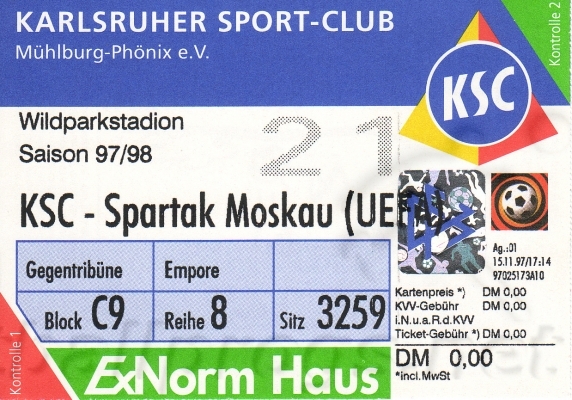 KARLSRUHER SPORT-CLUB
Mühlburg-Phönix e.V.
Kontrolle 2
KSC
Wildparkstadion
Saison 97/98
21
KSC - Spartak Moskau (UE
Gegentribüne
Empore
Block C9
Reihe 8
Sitz 3259
Ag.:01
15.11.97/17:14
97025173A10
Kartenpreis *) DM 0,00
KVV-Gebühr DM 0,00
i.N.u.A.R.d.KVV
Ticket-Gebühr *) DM 0,00
DM 0,00
*incl.MwSt
Kontrolle 1
ExNorm Haus